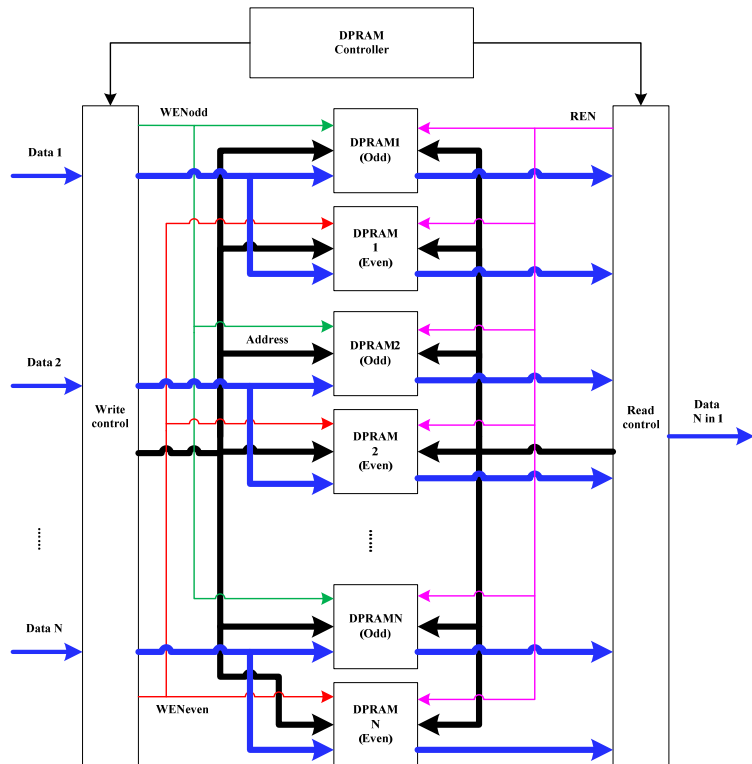 DPRAM
Controller
WENodd
REN
DPRAM1
(Odd)
Data 1
DPRAM
1
(Even)
DPRAM2
(Odd)
Address
Data 2
Write
control
DPRAM
2
(Even)
Read
control
Data
N in 1
......
......
DPRAMN
(Odd)
Data N
WENeven
DPRAM
N
(Even)